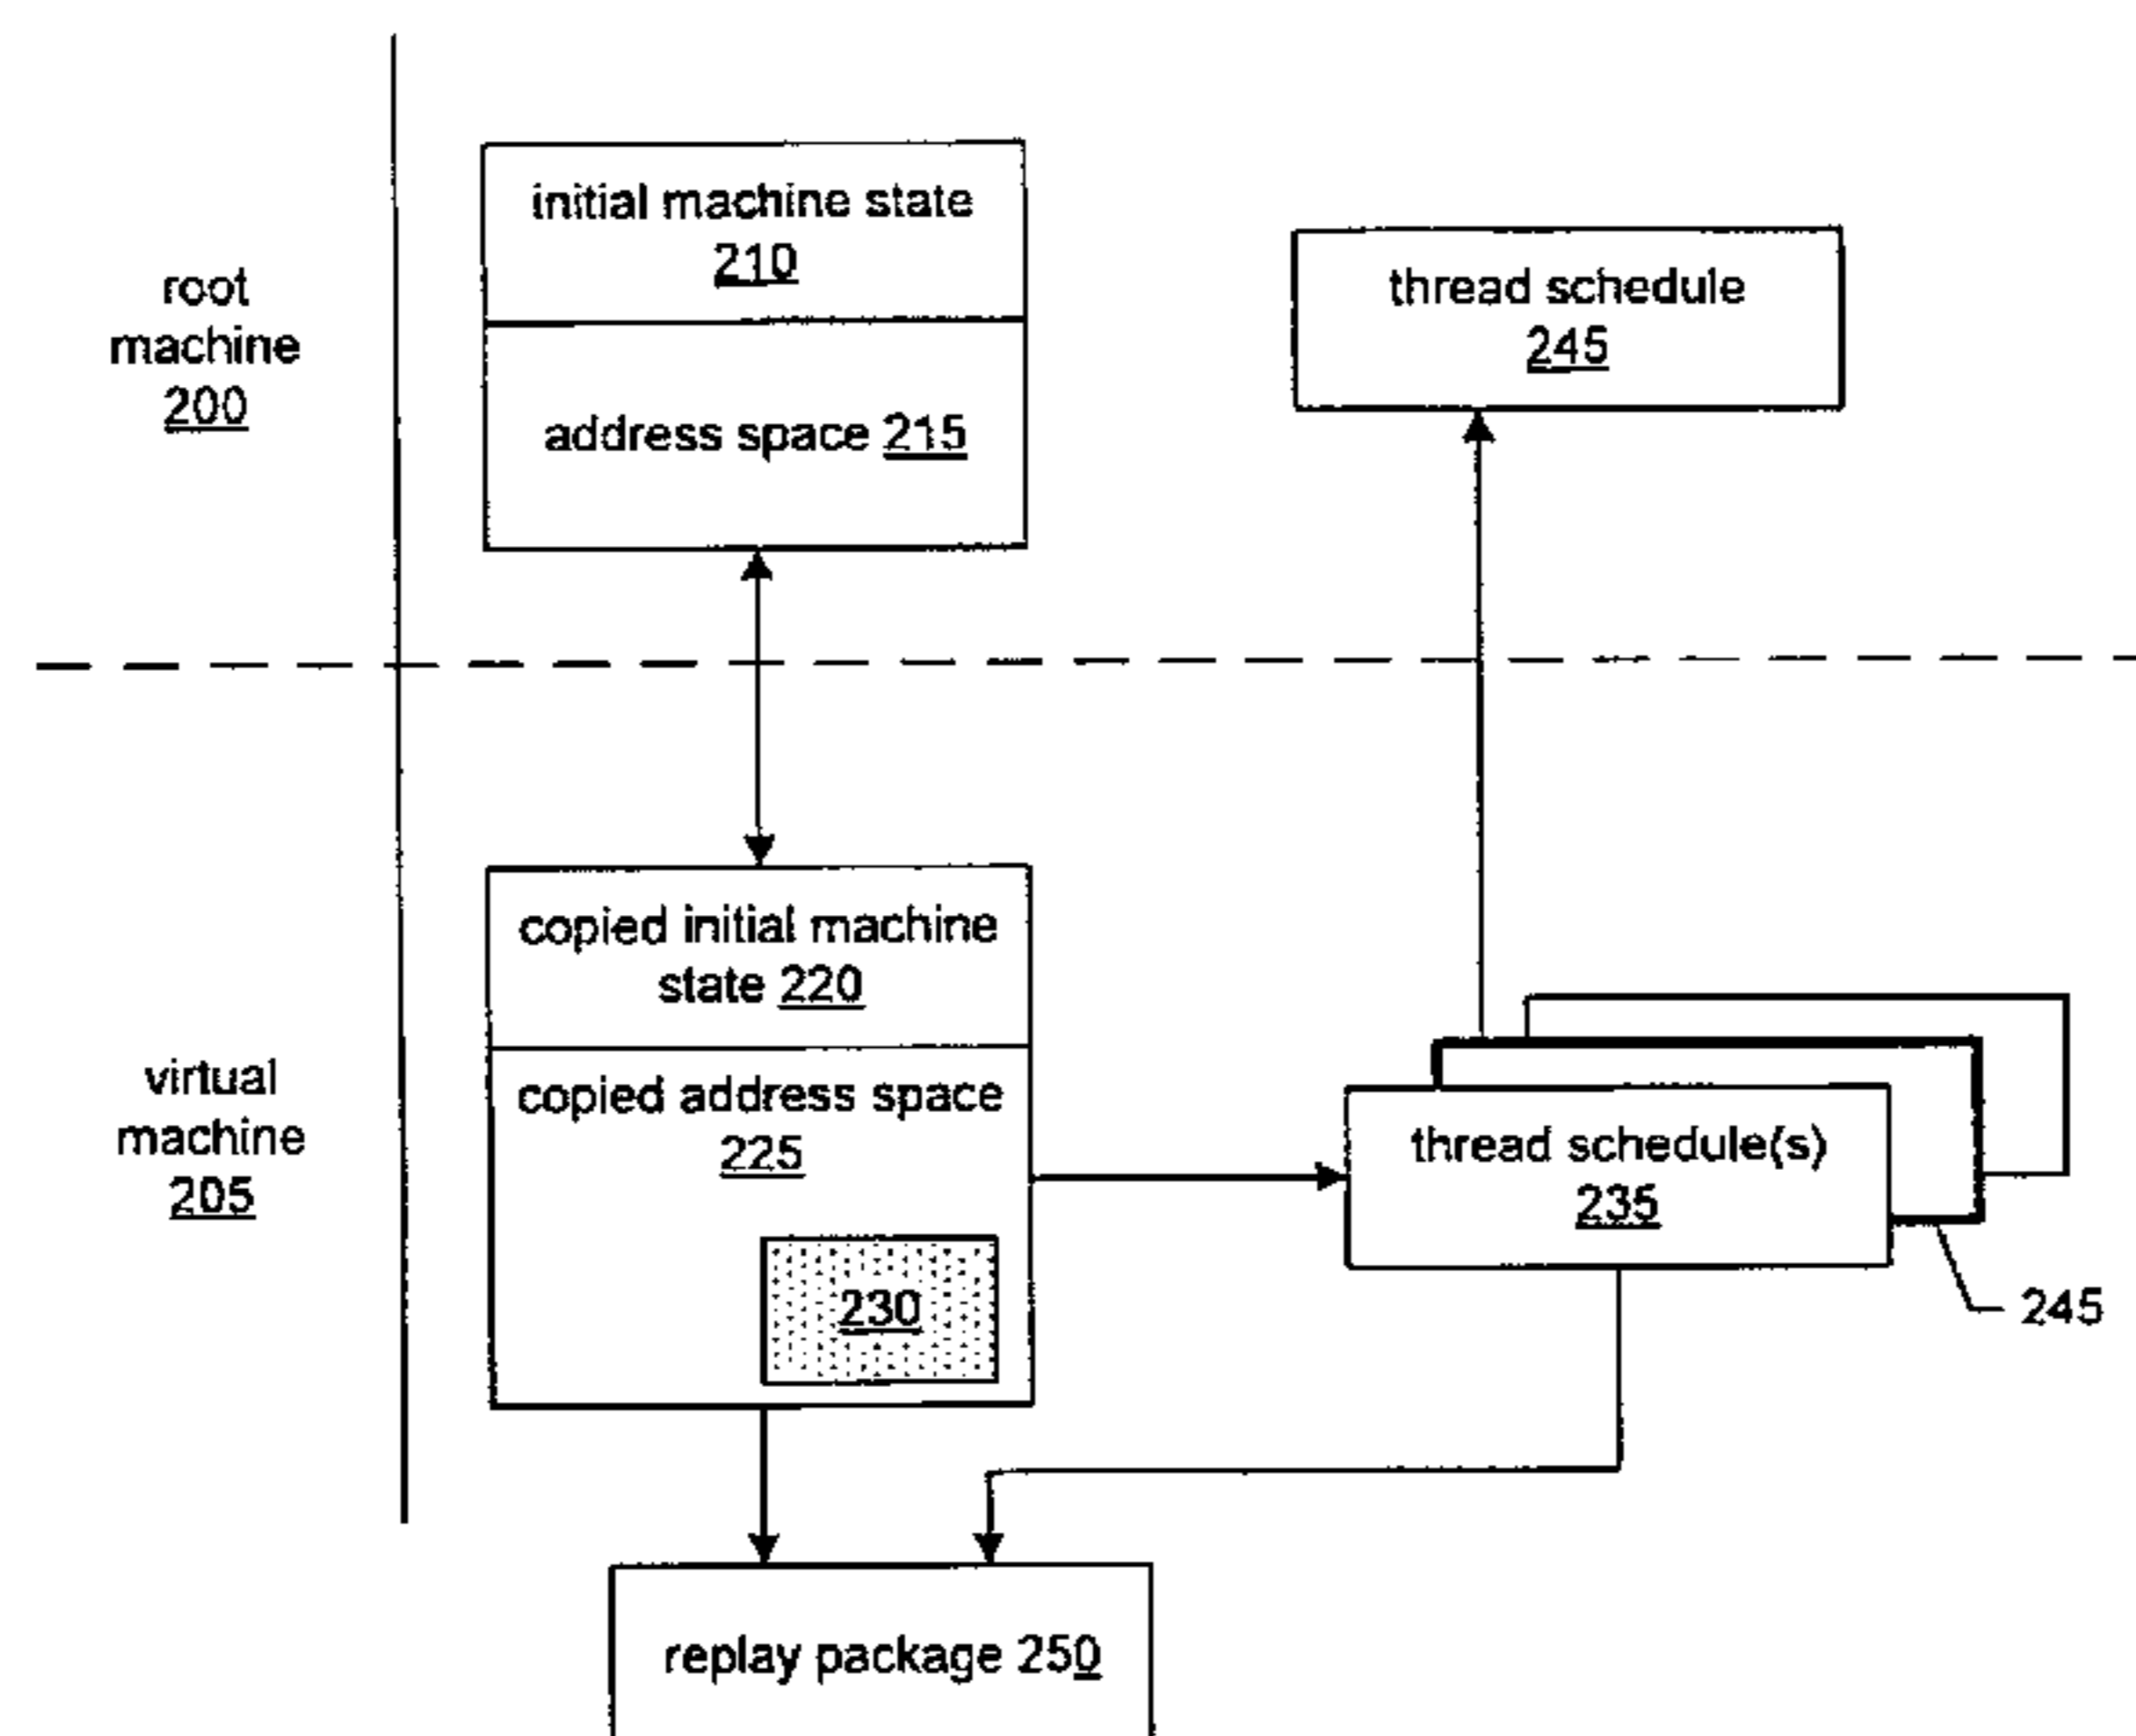 root
machine
200
initial machine state
210
address space 215
thread schedule
245
virtual
machine
205
copied initial machine
state 220
copied address space
225
230
thread schedule(s)
235
245
replay package 250